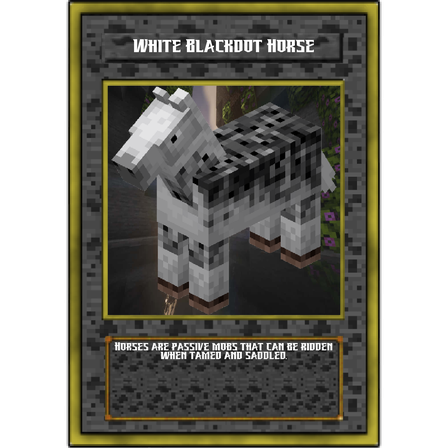 White Blackdot Horse
Horses are passive mobs that can be ridden
when tamed and saddled.